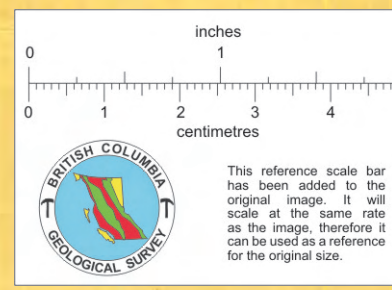 inches
0 1
0 1 2 3 4
centimetres
BRITISH COLUMBIA
GEOLOGICAL SURVEY
This reference scale bar
has been added to the
original image. It will
scale at the same rate
as the image, therefore it
can be used as a reference
for the original size.